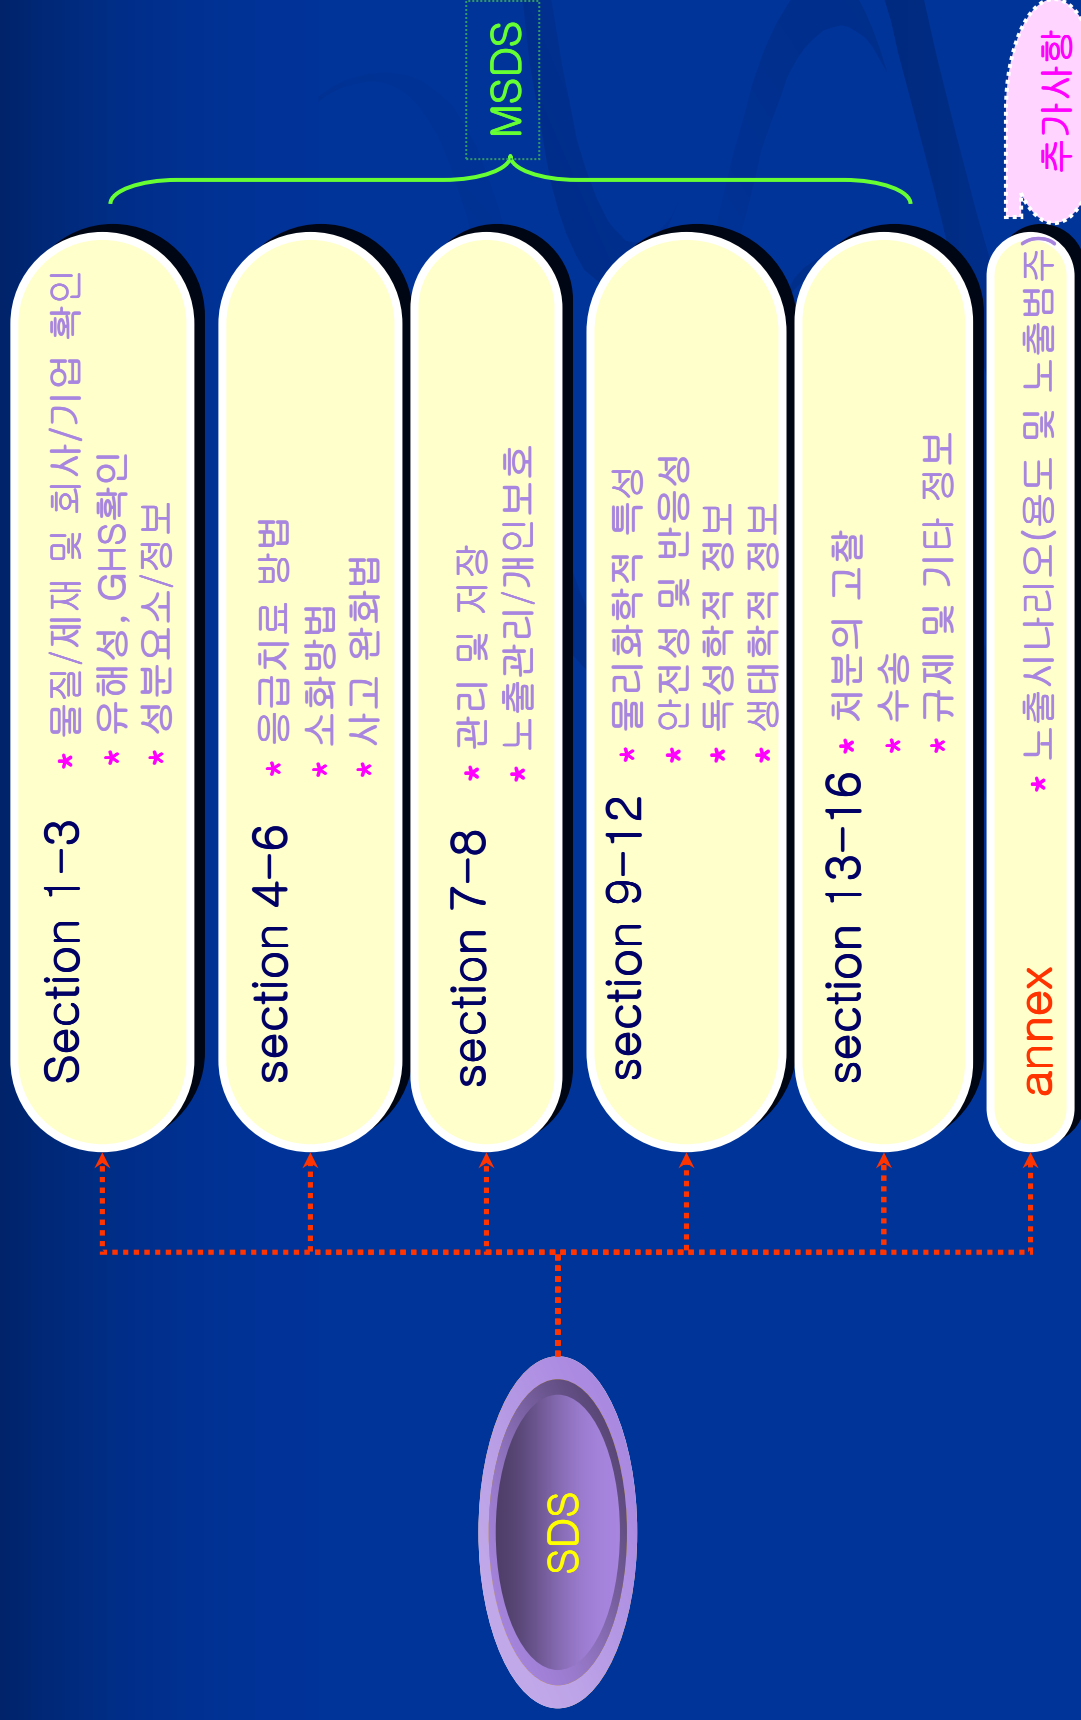 SDS
Section 1-3
* 물질/제재 및 회사/기업 확인
* 유해성, GHS확인
* 성분요소/정보
section 4-6
* 응급치료 방법
* 소화방법
* 사고 완화법
section 7-8
* 관리 및 저장
* 노출관리/개인보호
section 9-12
* 물리화학적 특성
* 안전성 및 반응성
* 독성학적 정보
* 생태학적 정보
section 13-16
* 처분의 고찰
* 수송
* 규제 및 기타 정보
annex
* 노출시나리오(용도 및 노출범주)
MSDS
추가사항